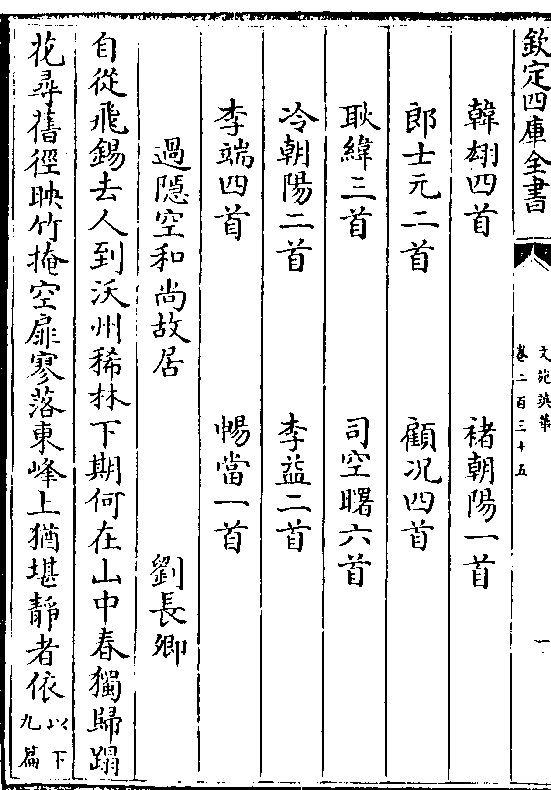 欽定四庫全書
文苑英華
卷二百三十五
一
韓翃四首 褚朝陽一首
郎士元二首 顧况四首
耿緯三首 司空曙六首
冷朝陽二首 李益二首
李端四首 暢當一首
過隱空和尚故居 劉長卿
自從飛錫去人到沃州稀林下期何在山中春獨歸蹋
花尋舊徑映竹掩空扉寥落東峰上猶堪靜者依以下九篇